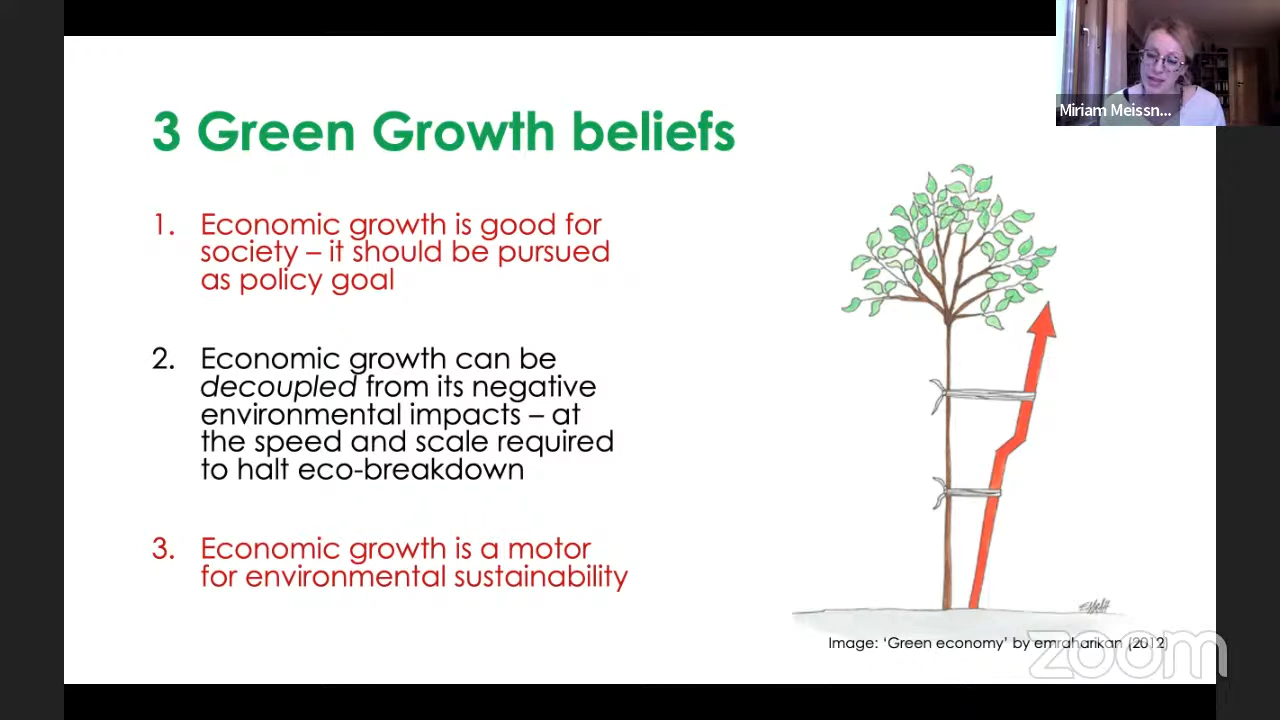 Miriam Meissn...
3 Green Growth beliefs
1. Economic growth is good for
society – it should be pursued
as policy goal
2. Economic growth can be
decoupled from its negative
environmental impacts – at
the speed and scale required
to halt eco-breakdown
3. Economic growth is a motor
for environmental sustainability
Image: ‘Green economy’ by emraharikan (2012)
zoom